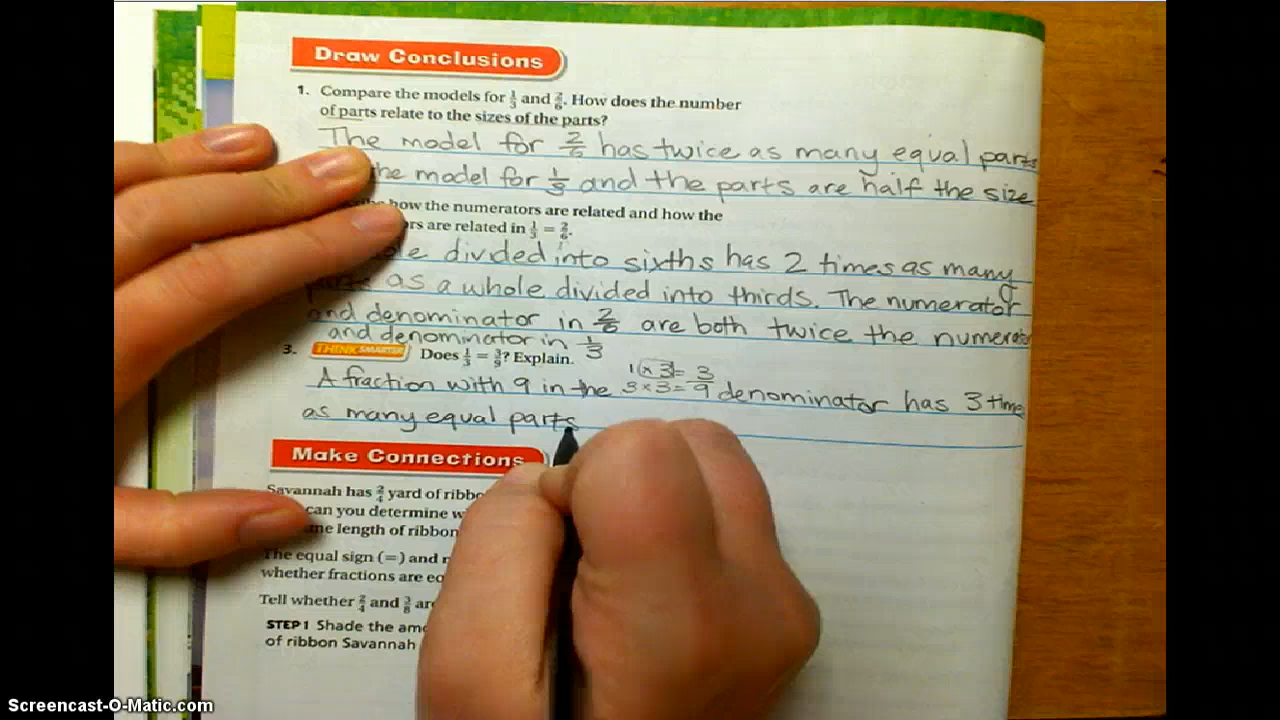 Draw Conclusions
1. Compare the models for 1/3 and 2/6. How does the number
of parts relate to the sizes of the parts?
The model for 2/6 has twice as many equal parts
the model for 1/3 and the parts are half the size
how the numerators are related and how the
are related in 1/3 = 2/6.
divided into sixths has 2 times as many
parts as a whole divided into thirds. The numerator
and denominator in 2/6 are both twice the numerator
and denominator in 1/3
3. THINK SMARTER Does 1/3 = 3/9? Explain.
1 × 3 = 3
3 × 3 = 9
A fraction with 9 in the denominator has 3 time
as many equal parts
Make Connections
Savannah has 2/4 yard of ribbo
can you determine w
length of ribbon
The equal sign (=) and
whether fractions are eq
Tell whether 2/4 and 3/8 are
STEP 1 Shade the amo
of ribbon Savannah
Screencast-O-Matic.com